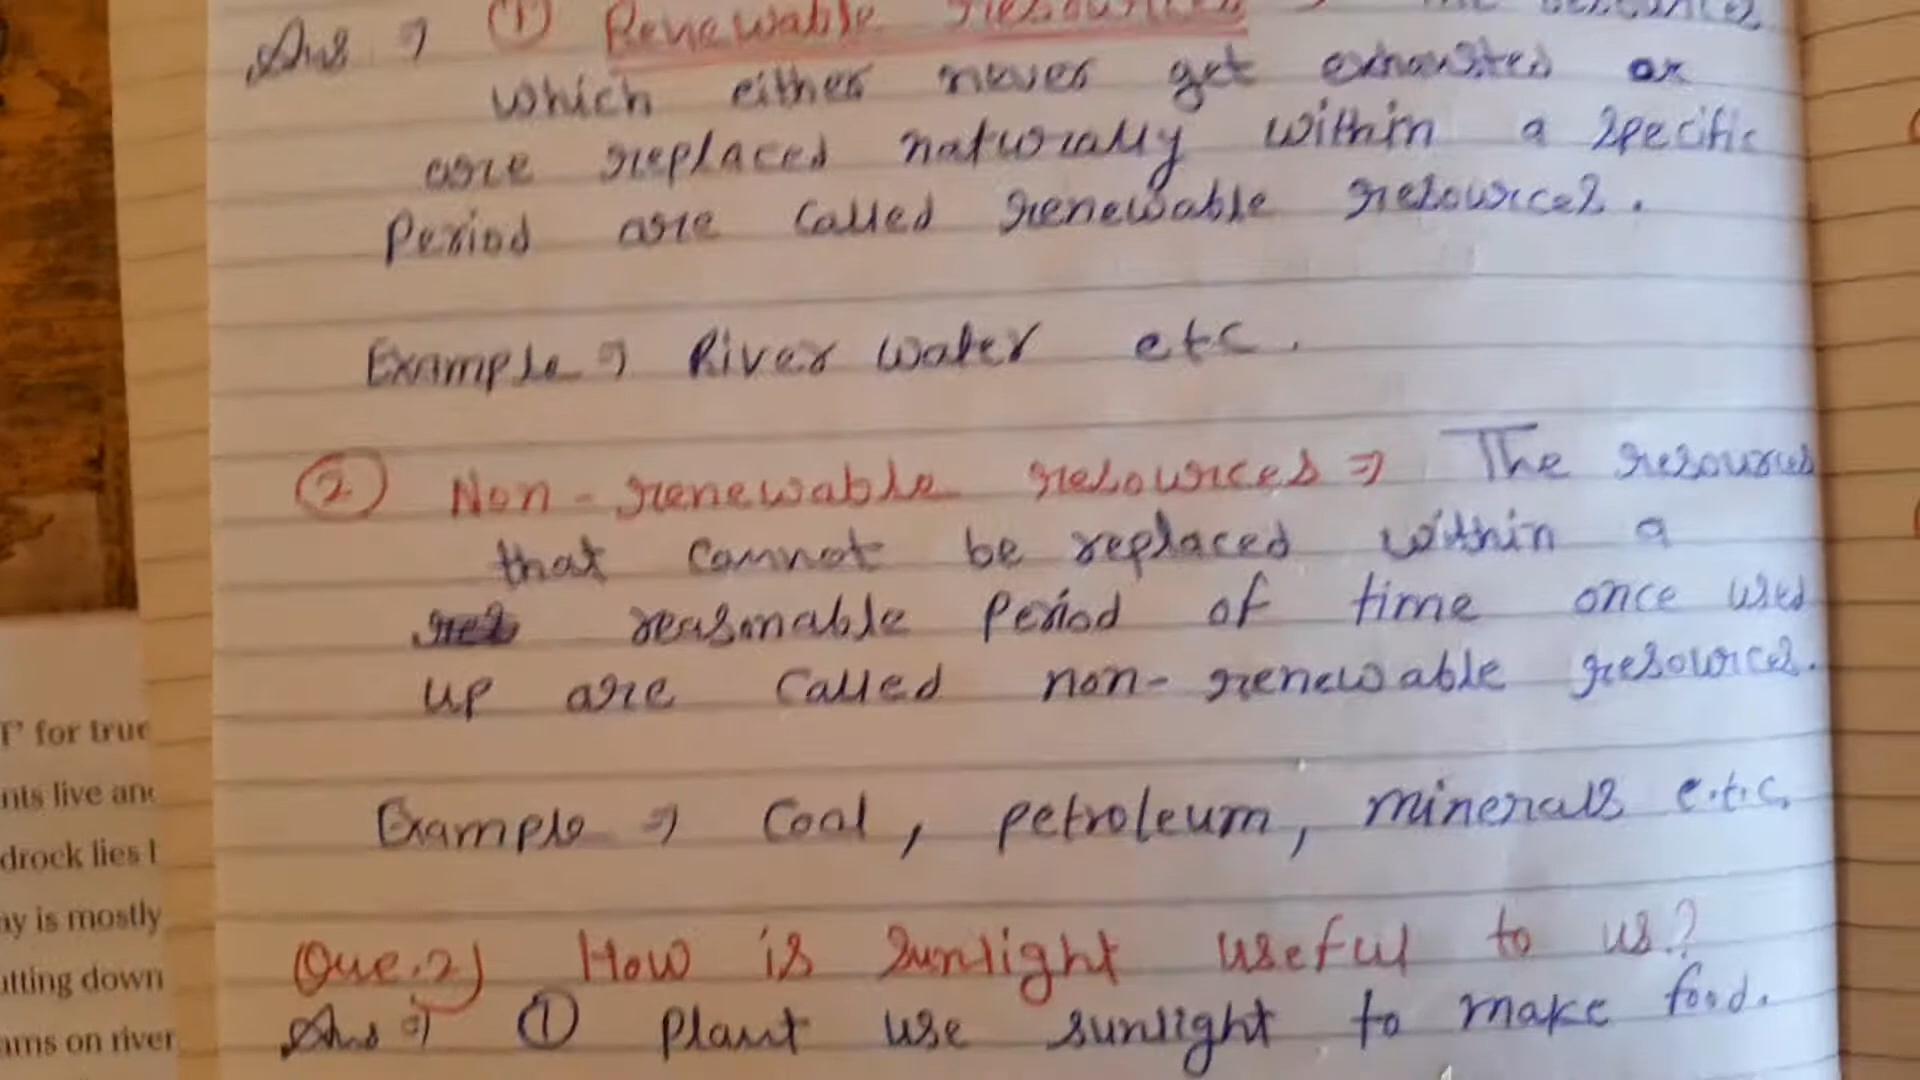 Ans ⇒ ① Renewable resources ⇒ The resources
which either never get exhausted or
are replaced naturally within a specific
Period are called renewable resources.
Example ⇒ River water etc.
② Non-renewable resources ⇒ The resources
that cannot be replaced within a
reasonable Period of time once used
up are called non-renewable resources.
Example ⇒ Coal, petroleum, minerals e.t.c.
Que.2) How is sunlight useful to us?
Ans ⇒ ① Plant use sunlight to make food.
T' for true
nts live and
drock lies
ay is mostly
utting down
ams on river